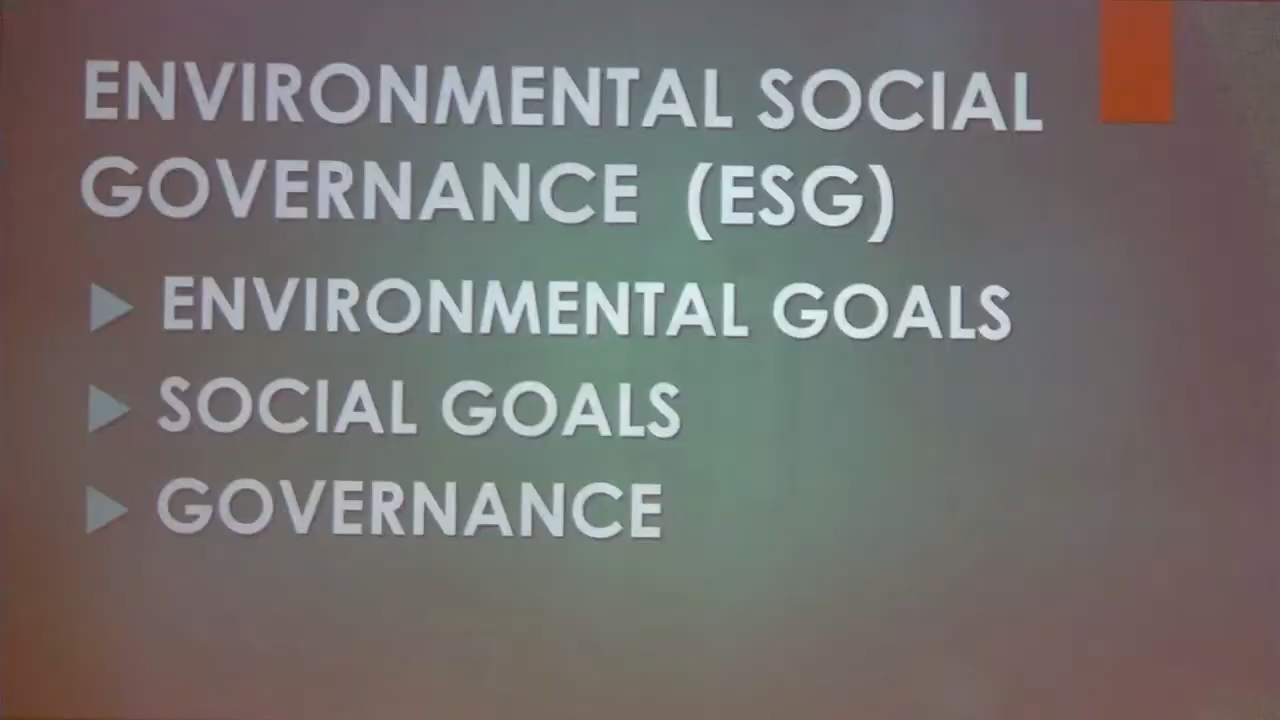 ENVIRONMENTAL SOCIAL
GOVERNANCE (ESG)
ENVIRONMENTAL GOALS
SOCIAL GOALS
GOVERNANCE